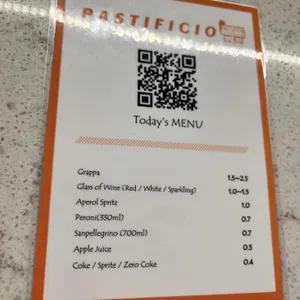 PASTIFICIO
Today's MENU
Grappa 1.5~2.5
Glass of Wine (Red / White / Sparkling) 1.0~1.5
Aperol Spritz 1.0
Peroni(330ml) 0.7
Sanpellegrino (700ml) 0.7
Apple Juice 0.5
Coke / Sprite / Zero Coke 0.4